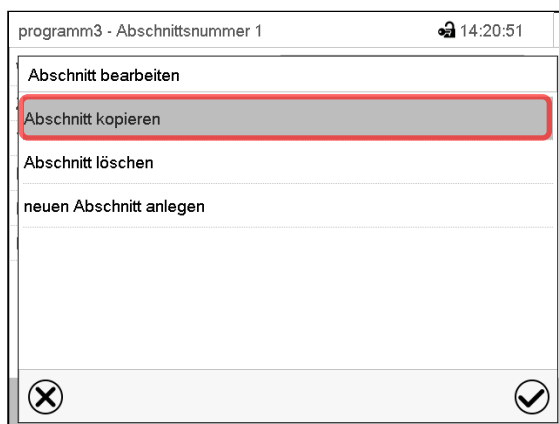 programm3 - Abschnittsnummer 1 14:20:51
Abschnitt bearbeiten
Abschnitt kopieren
Abschnitt löschen
neuen Abschnitt anlegen